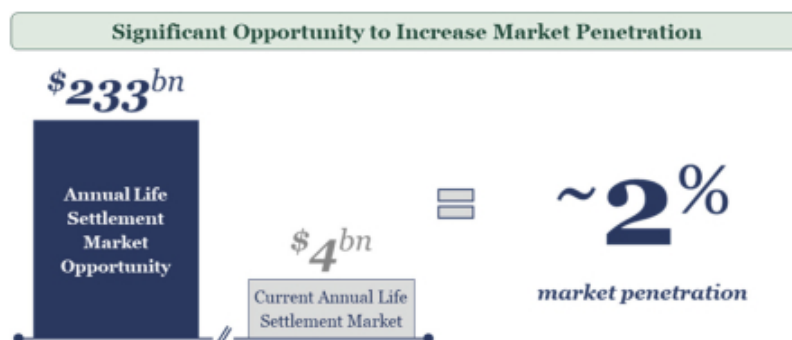 Significant Opportunity to Increase Market Penetration
$233bn
Annual Life
Settlement
Market
Opportunity
$4bn
Current Annual Life
Settlement Market
=
~2%
market penetration